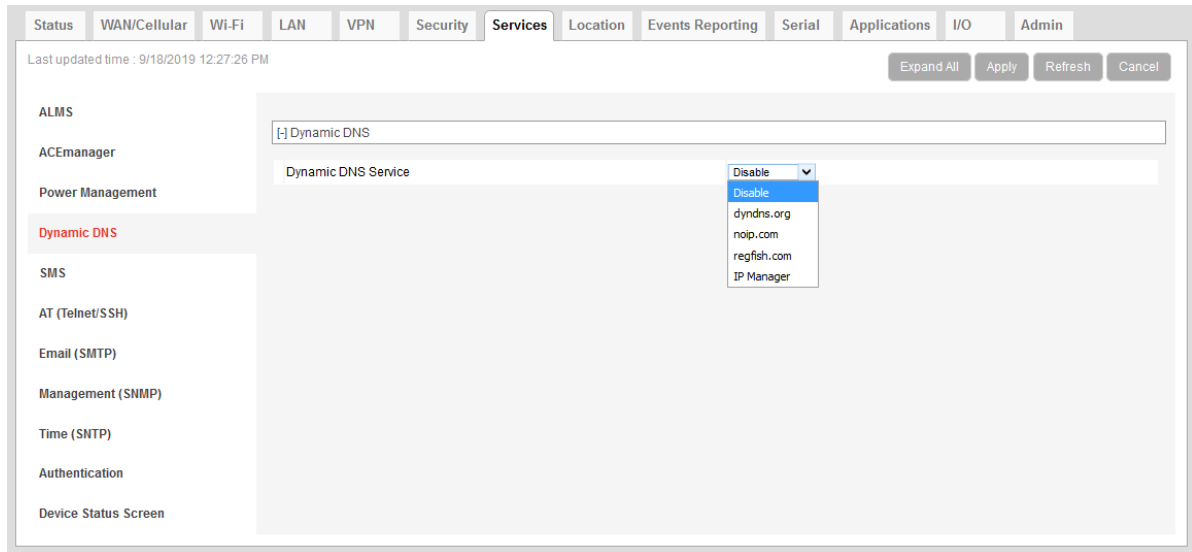 Status WAN/Cellular Wi-Fi LAN VPN Security Services Location Events Reporting Serial Applications I/O Admin
Last updated time : 9/18/2019 12:27:26 PM
Expand All Apply Refresh Cancel
ALMS
ACEmanager
Power Management
Dynamic DNS
SMS
AT (Telnet/SSH)
Email (SMTP)
Management (SNMP)
Time (SNTP)
Authentication
Device Status Screen
[-] Dynamic DNS
Dynamic DNS Service Disable
Disable
dyndns.org
noip.com
regfish.com
IP Manager